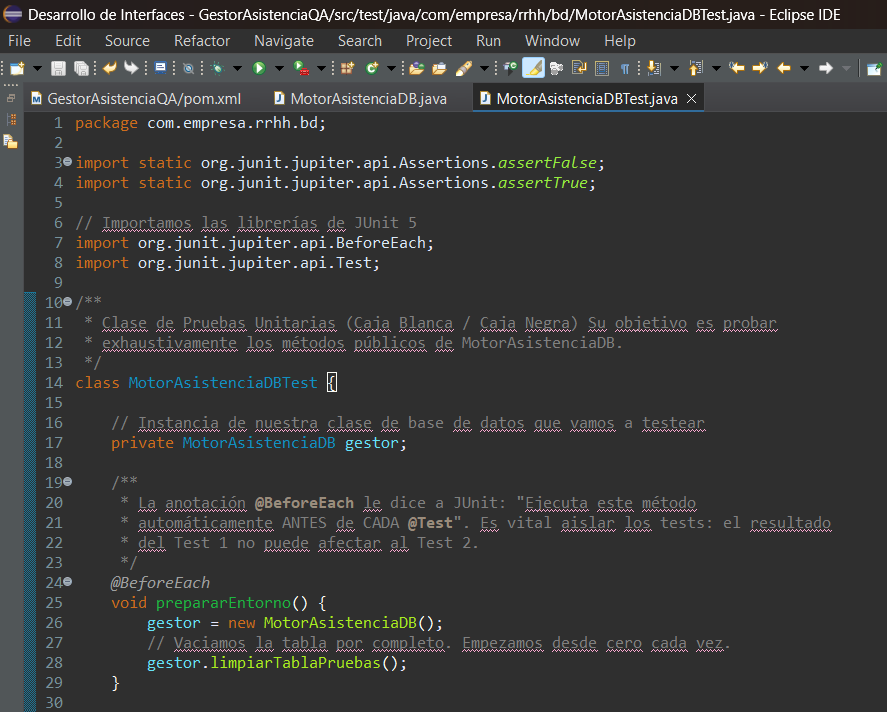 Desarrollo de Interfaces - GestorAsistenciaQA/src/test/java/com/empresa/rrhh/bd/MotorAsistenciaDBTest.java - Eclipse IDE
File Edit Source Refactor Navigate Search Project Run Window Help
GestorAsistenciaQA/pom.xml MotorAsistenciaDB.java MotorAsistenciaDBTest.java
1 package com.empresa.rrhh.bd;
2
3 import static org.junit.jupiter.api.Assertions.assertFalse;
4 import static org.junit.jupiter.api.Assertions.assertTrue;
5
6 // Importamos las librerías de JUnit 5
7 import org.junit.jupiter.api.BeforeEach;
8 import org.junit.jupiter.api.Test;
9
10 /**
11 * Clase de Pruebas Unitarias (Caja Blanca / Caja Negra) Su objetivo es probar
12 * exhaustivamente los métodos públicos de MotorAsistenciaDB.
13 */
14 class MotorAsistenciaDBTest {
15
16 // Instancia de nuestra clase de base de datos que vamos a testear
17 private MotorAsistenciaDB gestor;
18
19 /**
20 * La anotación @BeforeEach le dice a JUnit: "Ejecuta este método
21 * automáticamente ANTES de CADA @Test". Es vital aislar los tests: el resultado
22 * del Test 1 no puede afectar al Test 2.
23 */
24 @BeforeEach
25 void prepararEntorno() {
26 gestor = new MotorAsistenciaDB();
27 // Vaciamos la tabla por completo. Empezamos desde cero cada vez.
28 gestor.limpiarTablaPruebas();
29 }
30